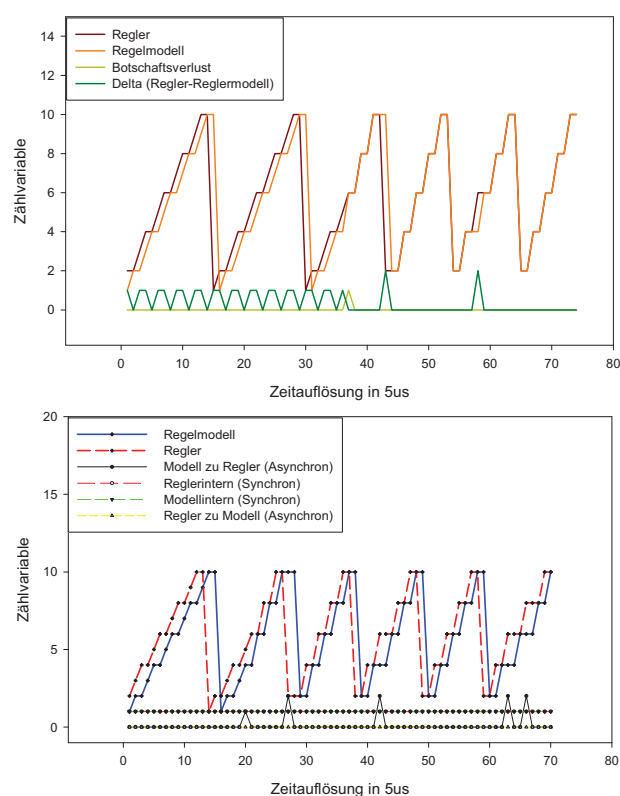 Regler
Regelmodell
Botschaftsverlust
Delta (Regler-Reglermodell)
14
12
10
8
6
4
2
0
Zählvariable
0 10 20 30 40 50 60 70 80
Zeitauflösung in 5us
Regelmodell
Regler
Modell zu Regler (Asynchron)
Reglerintern (Synchron)
Modellintern (Synchron)
Regler zu Modell (Asynchron)
20
15
10
5
0
Zählvariable
0 10 20 30 40 50 60 70 80
Zeitauflösung in 5us